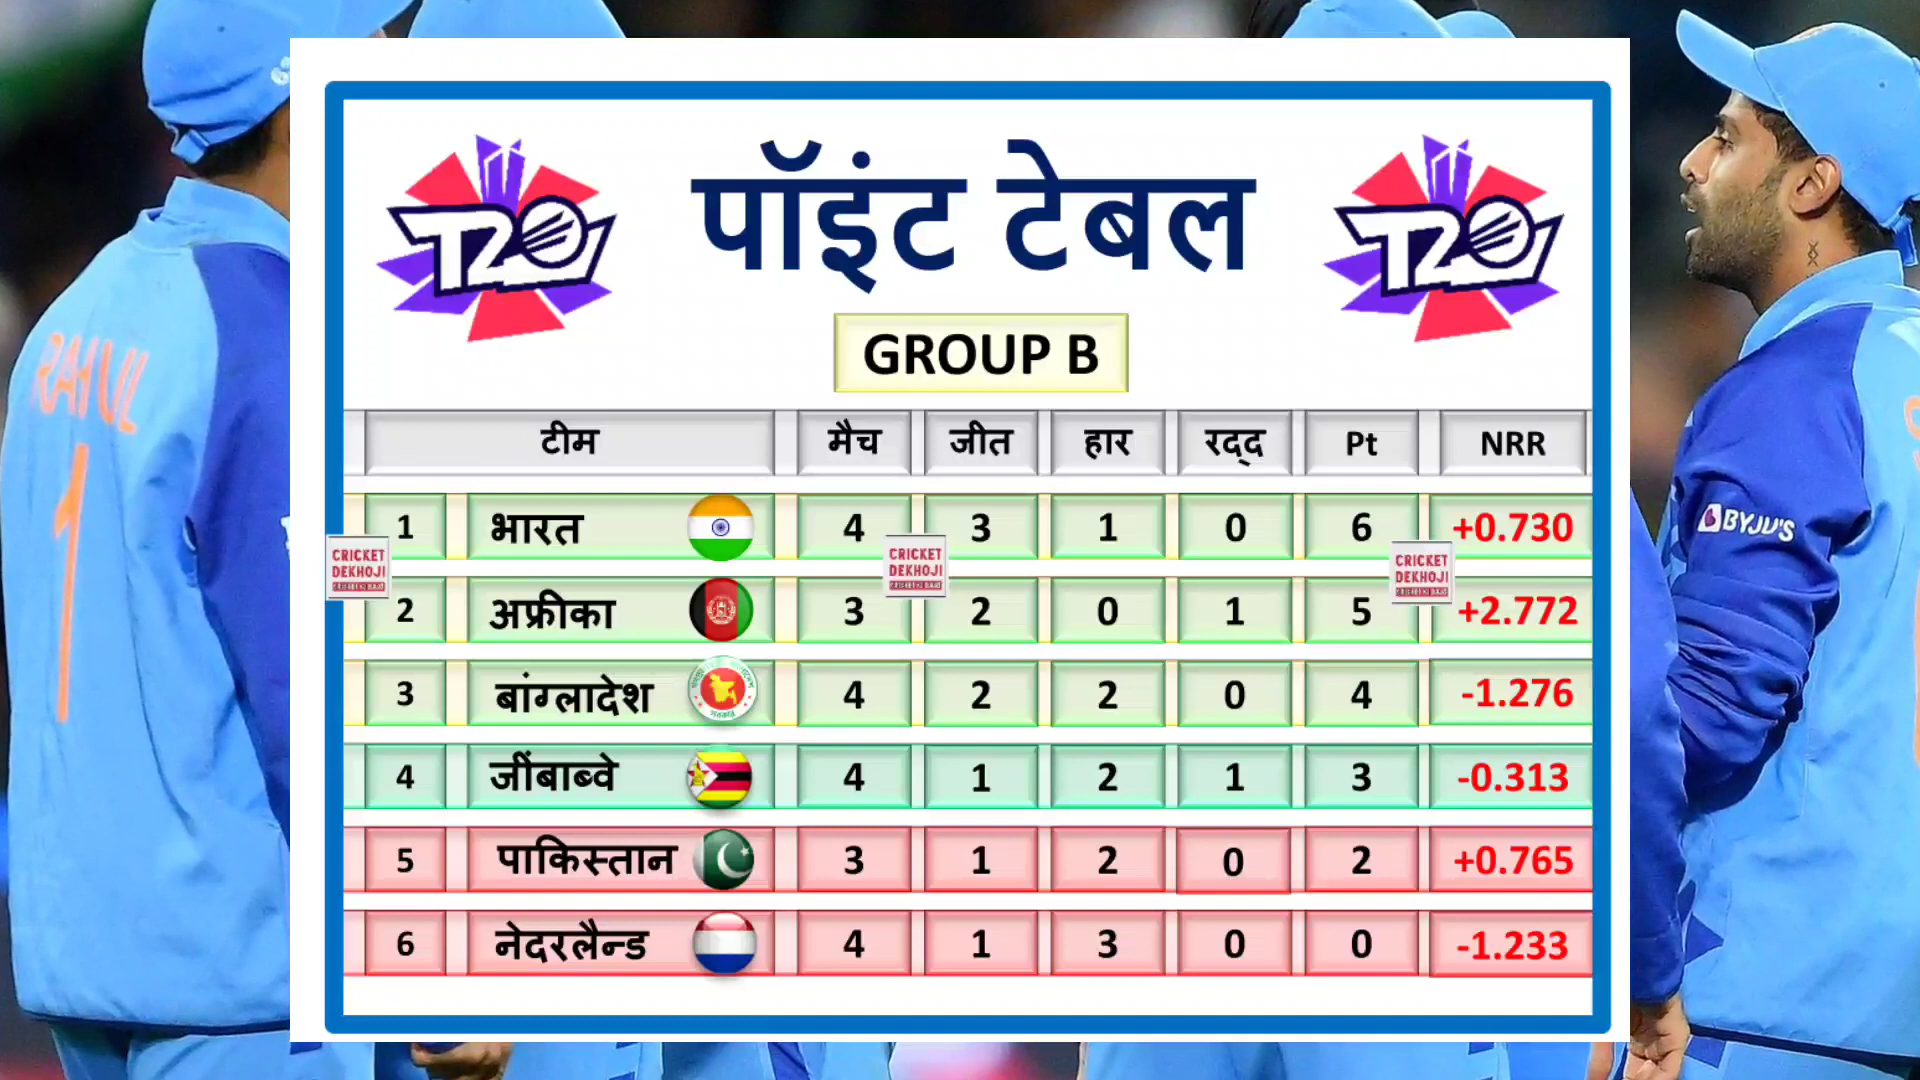 पॉइंट टेबल
T20
T20
GROUP B
टीम मैच जीत हार रद्द Pt NRR
1 भारत 4 3 1 0 6 +0.730
2 अफ्रीका 3 2 0 1 5 +2.772
3 बांग्लादेश 4 2 2 0 4 -1.276
4 जींबाब्वे 4 1 2 1 3 -0.313
5 पाकिस्तान 3 1 2 0 2 +0.765
6 नेदरलैन्ड 4 1 3 0 0 -1.233
CRICKET
DEKHOJI
CRICKET
DEKHOJI
CRICKET
DEKHOJI
RAHUL
1
BYJU'S